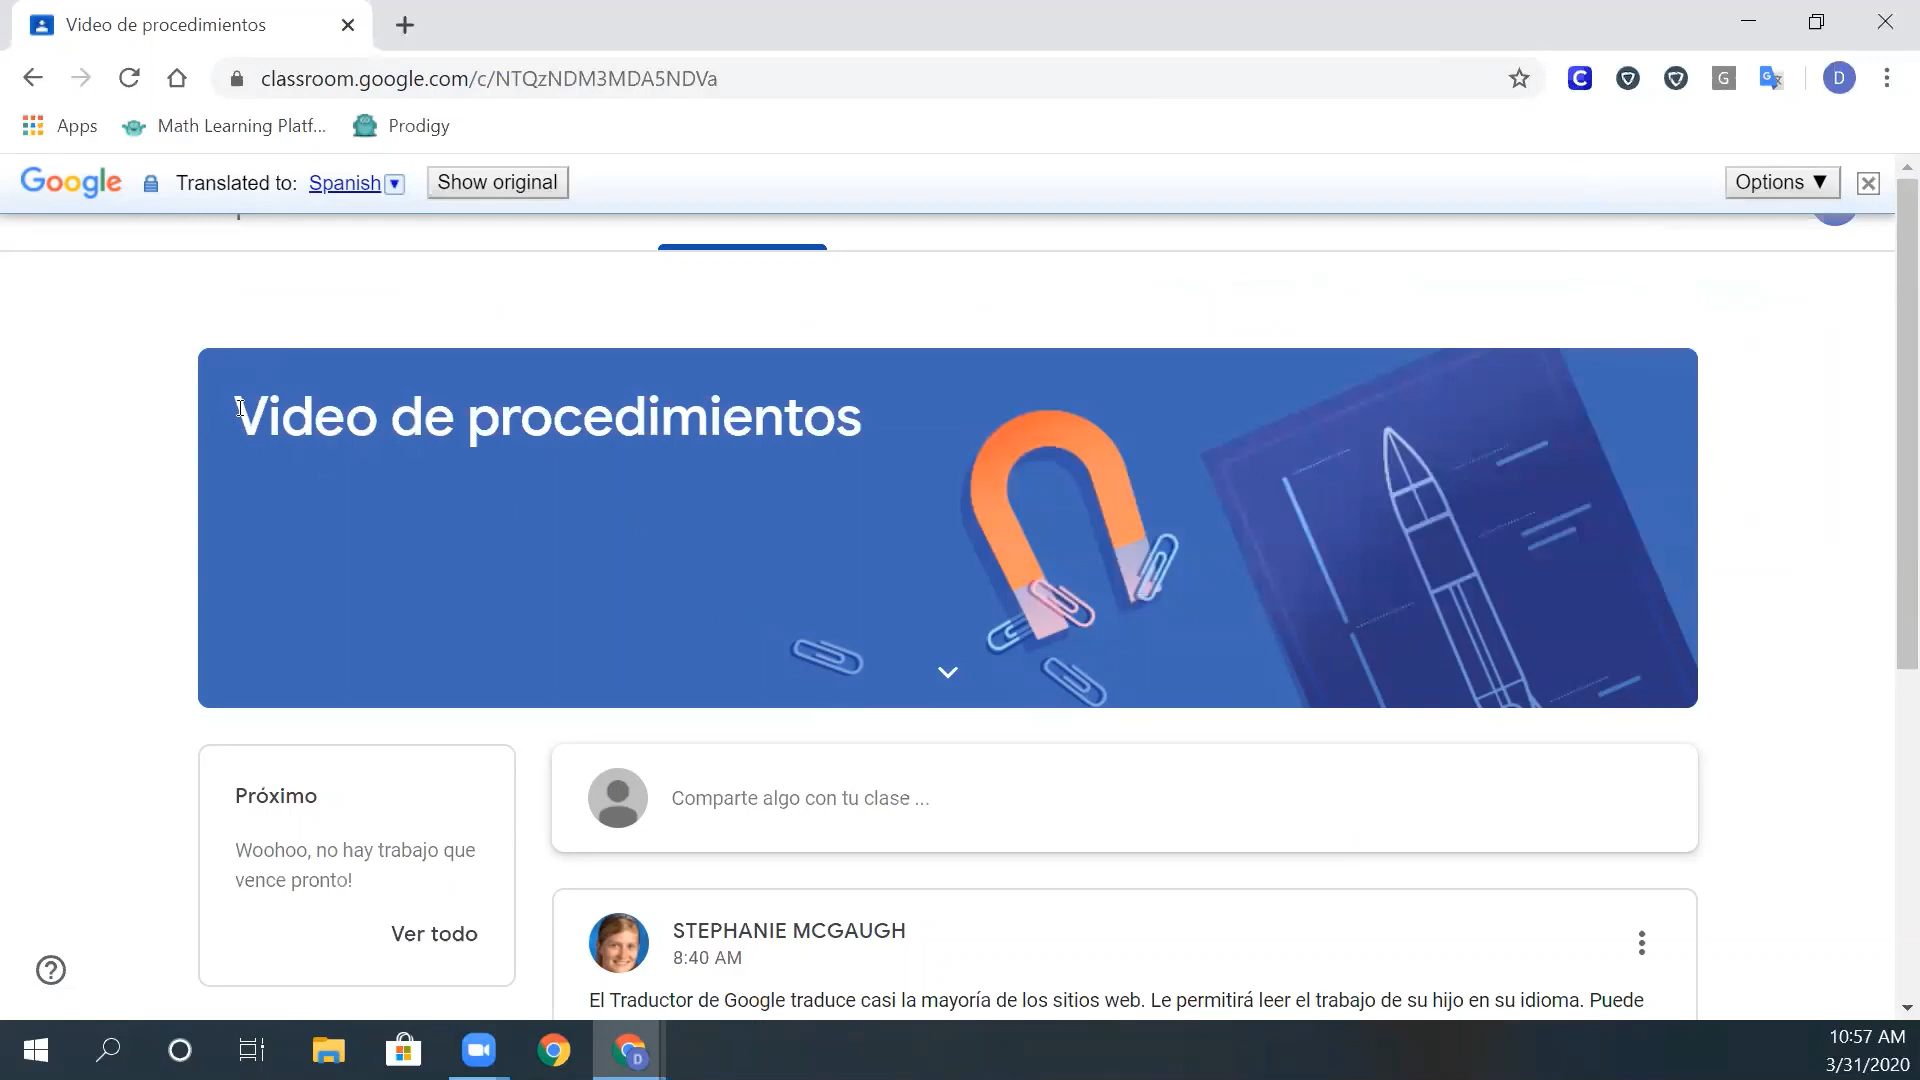 Video de procedimientos
classroom.google.com/c/NTQzNDM3MDA5NDVa
C
G
G
D
Apps
Math Learning Platf...
Prodigy
Google
Translated to: Spanish
Show original
Options
Video de procedimientos
Próximo
Woohoo, no hay trabajo que
vence pronto!
Ver todo
Comparte algo con tu clase ...
STEPHANIE MCGAUGH
8:40 AM
El Traductor de Google traduce casi la mayoría de los sitios web. Le permitirá leer el trabajo de su hijo en su idioma. Puede
D
10:57 AM
3/31/2020